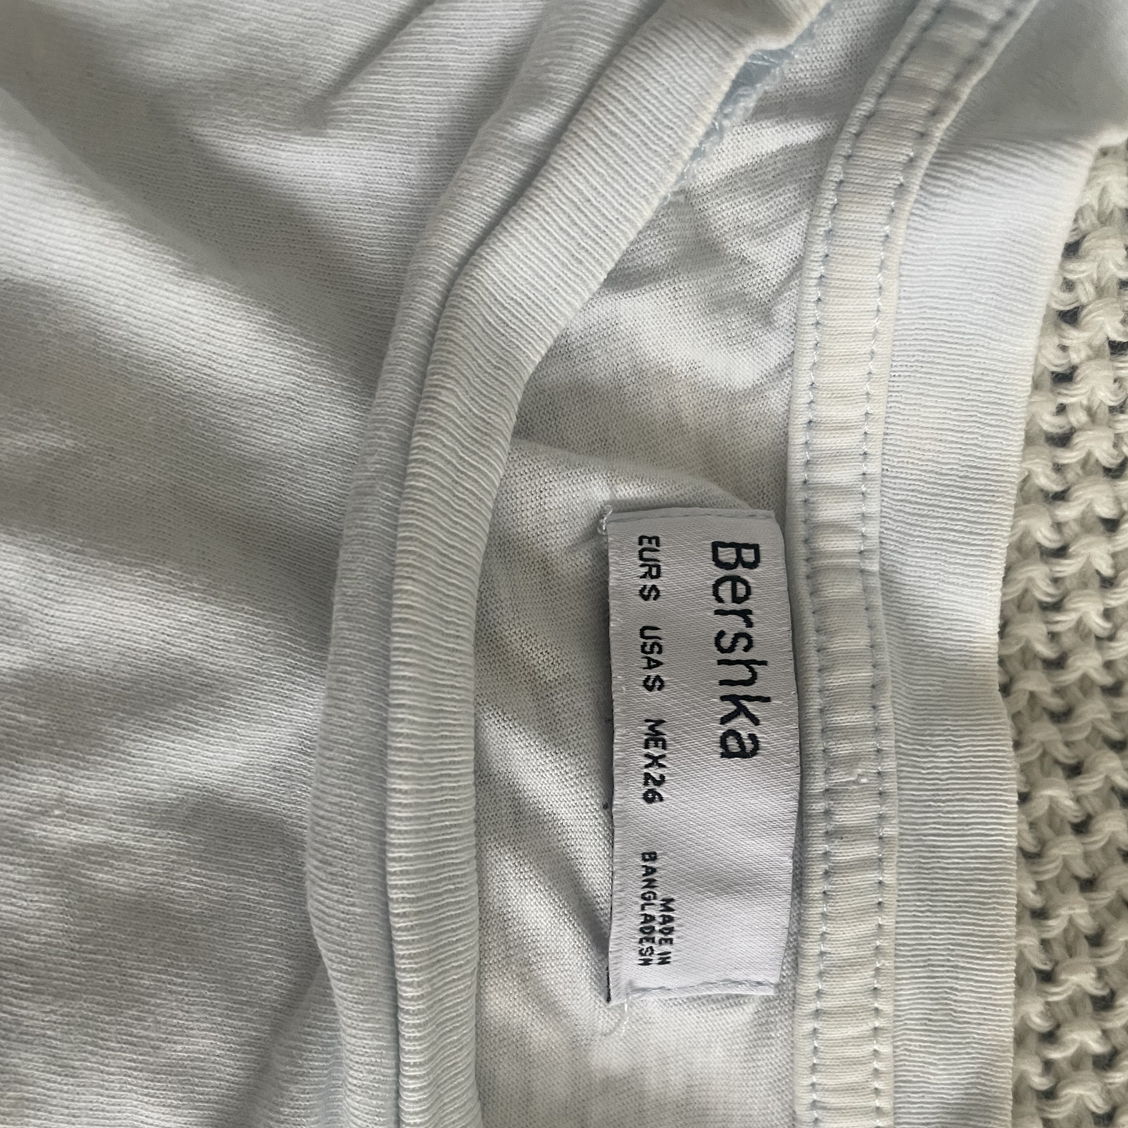 Bershka
EUR S USA S MEX 26
MADE IN
BANGLADESH